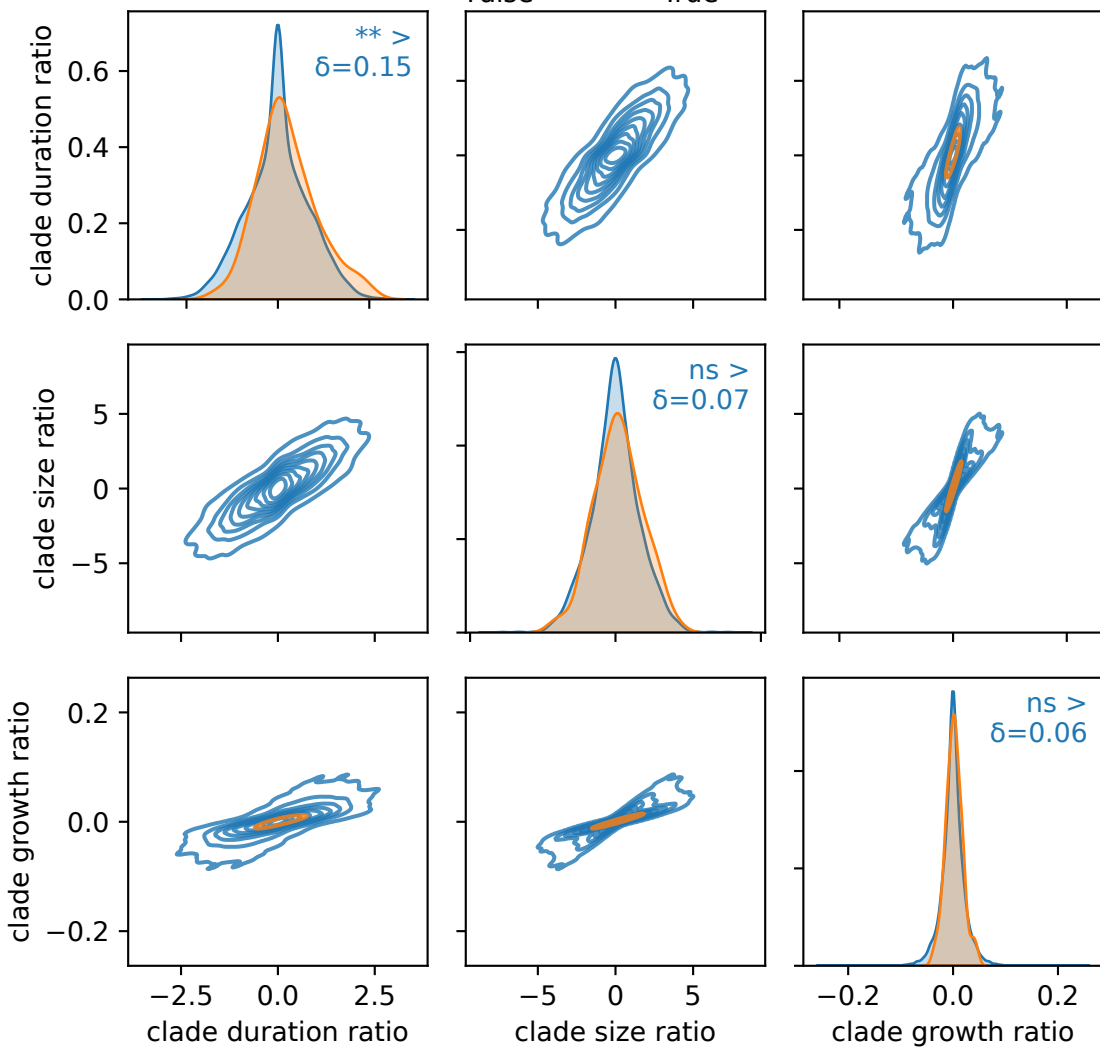 True
clade duration ratio
0.6
0.4
0.2
0.0
** >
δ=0.15
clade size ratio
5
0
−5
ns >
δ=0.07
clade growth ratio
0.2
0.0
−0.2
ns >
δ=0.06
−2.5
0.0
2.5
−5
0
5
−0.2
0.0
0.2
clade duration ratio
clade size ratio
clade growth ratio